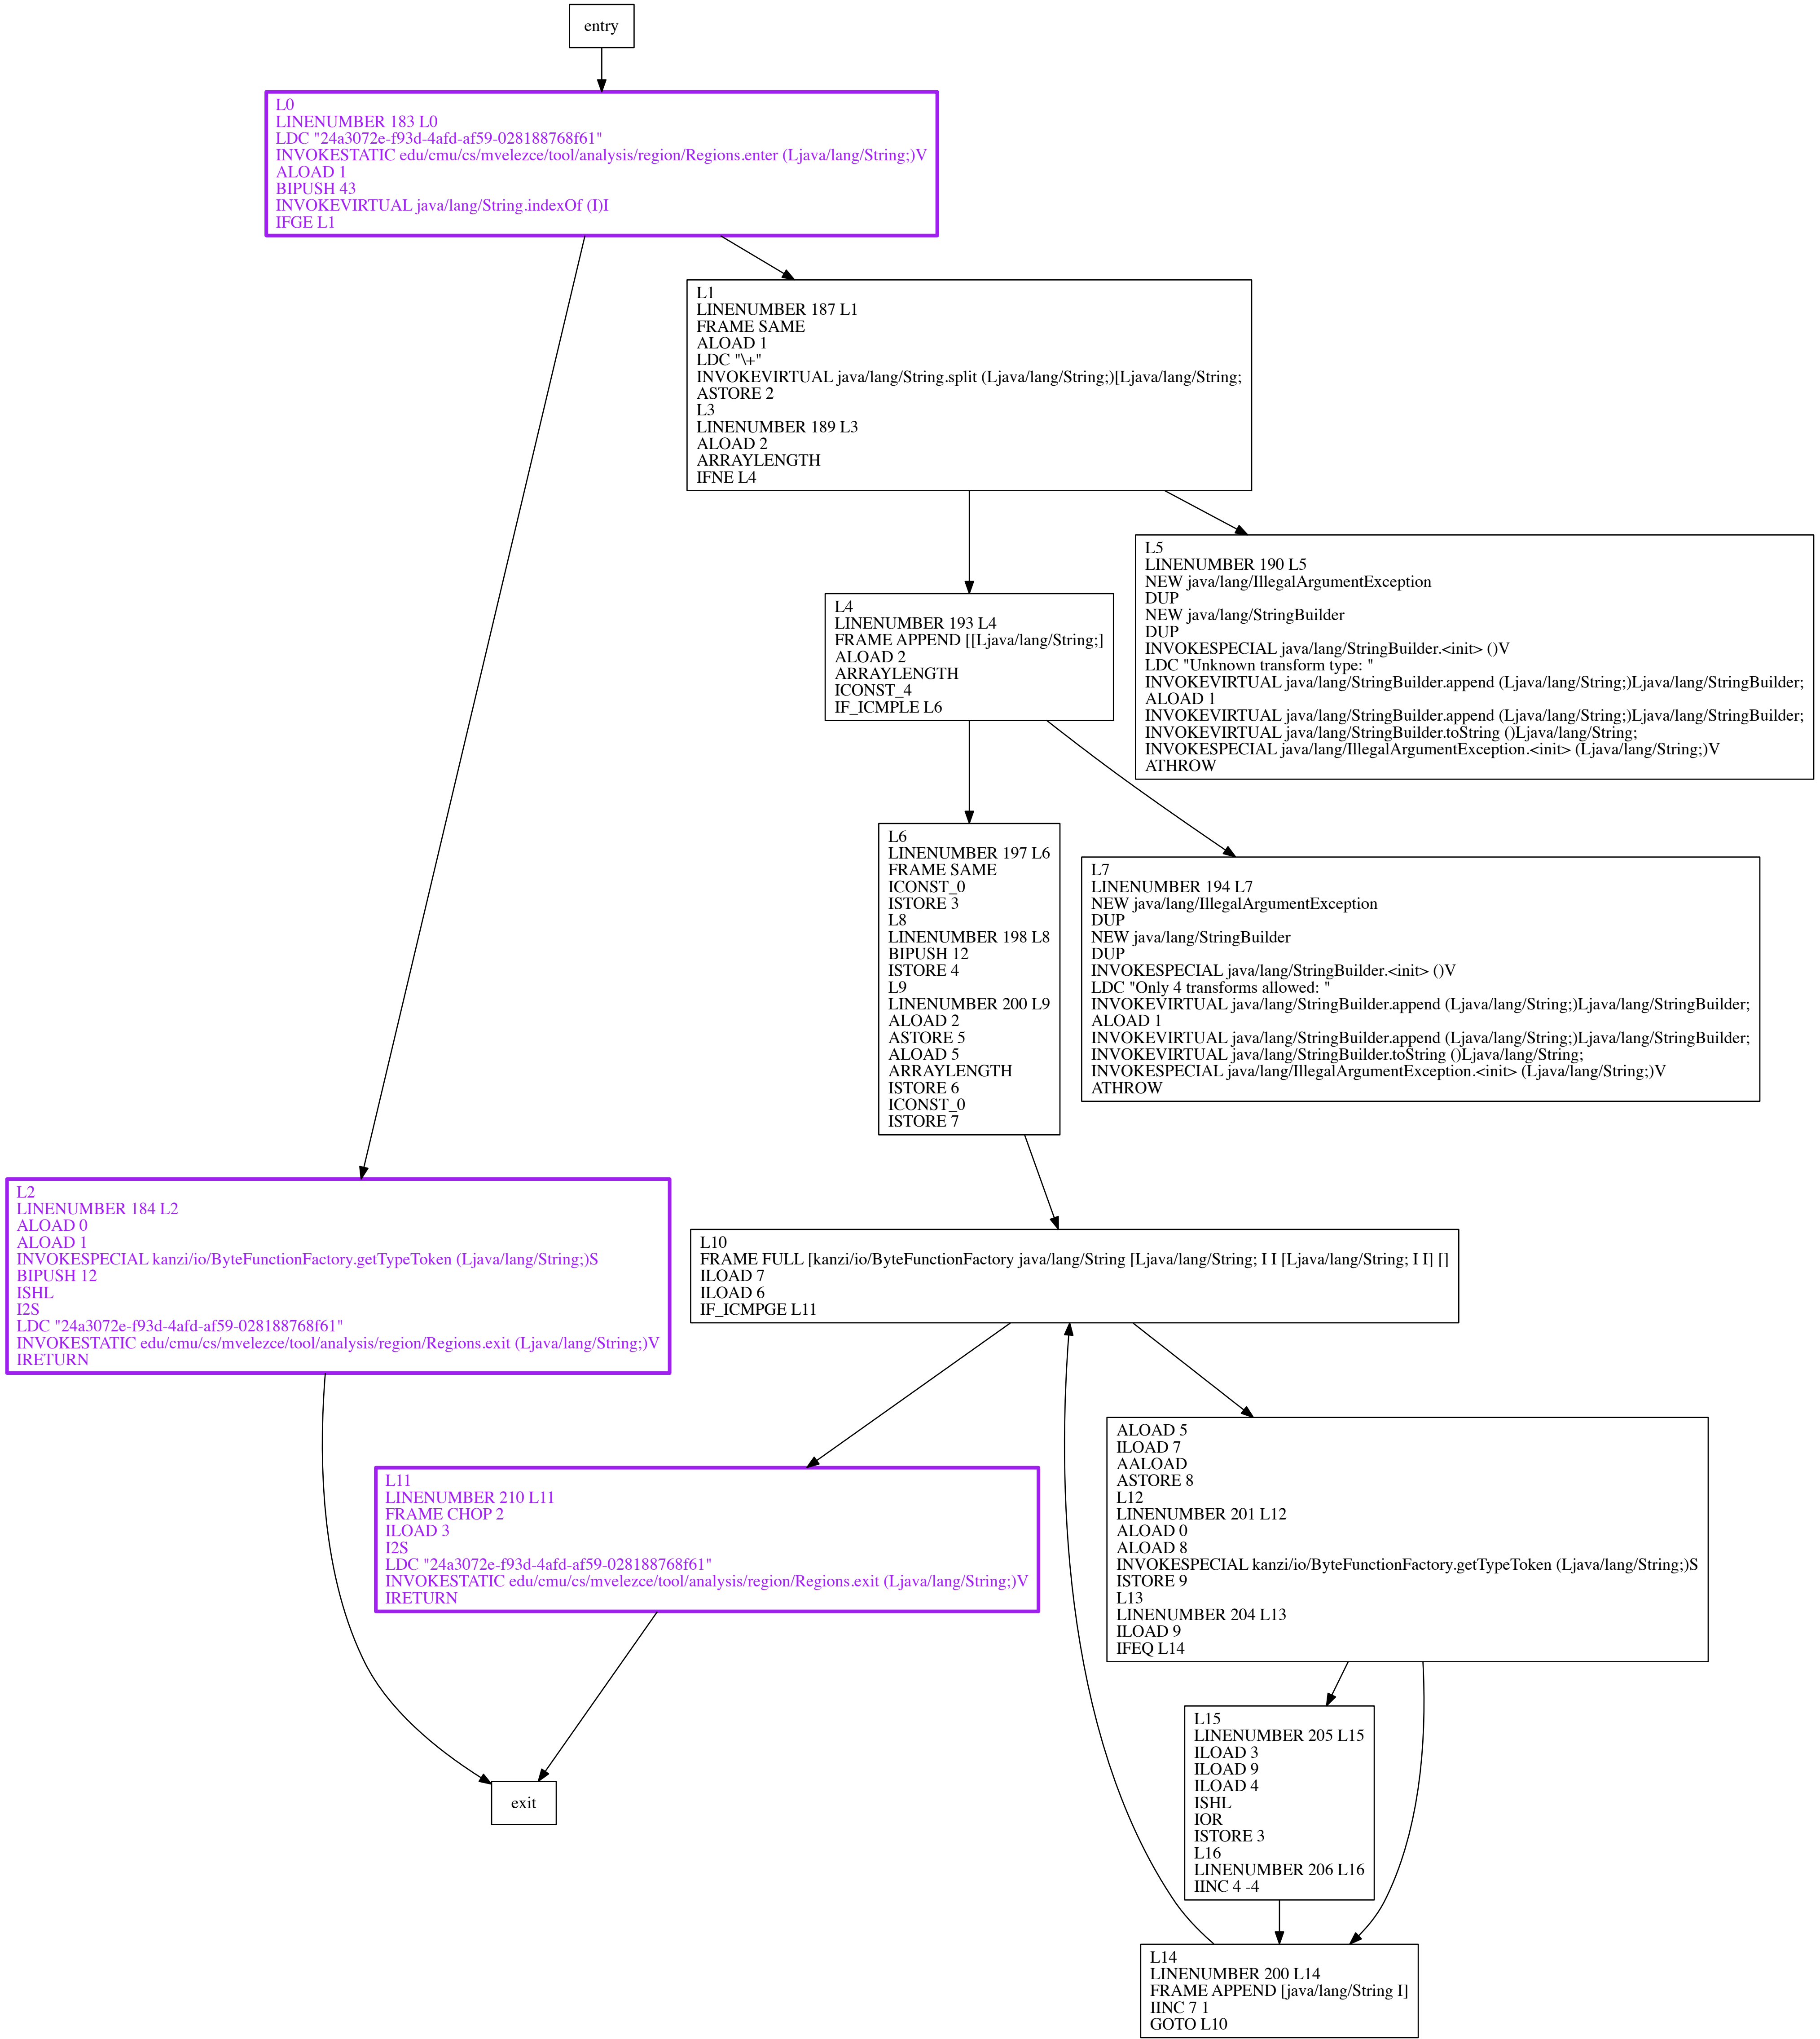 entry
L0
LINENUMBER 183 L0
LDC "24a3072e-f93d-4afd-af59-028188768f61"
INVOKESTATIC edu/cmu/cs/mvelezce/tool/analysis/region/Regions.enter (Ljava/lang/String;)V
ALOAD 1
BIPUSH 43
INVOKEVIRTUAL java/lang/String.indexOf (I)I
IFGE L1
L1
LINENUMBER 187 L1
FRAME SAME
ALOAD 1
LDC "\+"
INVOKEVIRTUAL java/lang/String.split (Ljava/lang/String;)[Ljava/lang/String;
ASTORE 2
L3
LINENUMBER 189 L3
ALOAD 2
ARRAYLENGTH
IFNE L4
L5
LINENUMBER 190 L5
NEW java/lang/IllegalArgumentException
DUP
NEW java/lang/StringBuilder
DUP
INVOKESPECIAL java/lang/StringBuilder.<init> ()V
LDC "Unknown transform type: "
INVOKEVIRTUAL java/lang/StringBuilder.append (Ljava/lang/String;)Ljava/lang/StringBuilder;
ALOAD 1
INVOKEVIRTUAL java/lang/StringBuilder.append (Ljava/lang/String;)Ljava/lang/StringBuilder;
INVOKEVIRTUAL java/lang/StringBuilder.toString ()Ljava/lang/String;
INVOKESPECIAL java/lang/IllegalArgumentException.<init> (Ljava/lang/String;)V
ATHROW
L4
LINENUMBER 193 L4
FRAME APPEND [[Ljava/lang/String;]
ALOAD 2
ARRAYLENGTH
ICONST_4
IF_ICMPLE L6
L6
LINENUMBER 197 L6
FRAME SAME
ICONST_0
ISTORE 3
L8
LINENUMBER 198 L8
BIPUSH 12
ISTORE 4
L9
LINENUMBER 200 L9
ALOAD 2
ASTORE 5
ALOAD 5
ARRAYLENGTH
ISTORE 6
ICONST_0
ISTORE 7
L7
LINENUMBER 194 L7
NEW java/lang/IllegalArgumentException
DUP
NEW java/lang/StringBuilder
DUP
INVOKESPECIAL java/lang/StringBuilder.<init> ()V
LDC "Only 4 transforms allowed: "
INVOKEVIRTUAL java/lang/StringBuilder.append (Ljava/lang/String;)Ljava/lang/StringBuilder;
ALOAD 1
INVOKEVIRTUAL java/lang/StringBuilder.append (Ljava/lang/String;)Ljava/lang/StringBuilder;
INVOKEVIRTUAL java/lang/StringBuilder.toString ()Ljava/lang/String;
INVOKESPECIAL java/lang/IllegalArgumentException.<init> (Ljava/lang/String;)V
ATHROW
L2
LINENUMBER 184 L2
ALOAD 0
ALOAD 1
INVOKESPECIAL kanzi/io/ByteFunctionFactory.getTypeToken (Ljava/lang/String;)S
BIPUSH 12
ISHL
I2S
LDC "24a3072e-f93d-4afd-af59-028188768f61"
INVOKESTATIC edu/cmu/cs/mvelezce/tool/analysis/region/Regions.exit (Ljava/lang/String;)V
IRETURN
L10
FRAME FULL [kanzi/io/ByteFunctionFactory java/lang/String [Ljava/lang/String; I I [Ljava/lang/String; I I] []
ILOAD 7
ILOAD 6
IF_ICMPGE L11
L11
LINENUMBER 210 L11
FRAME CHOP 2
ILOAD 3
I2S
LDC "24a3072e-f93d-4afd-af59-028188768f61"
INVOKESTATIC edu/cmu/cs/mvelezce/tool/analysis/region/Regions.exit (Ljava/lang/String;)V
IRETURN
ALOAD 5
ILOAD 7
AALOAD
ASTORE 8
L12
LINENUMBER 201 L12
ALOAD 0
ALOAD 8
INVOKESPECIAL kanzi/io/ByteFunctionFactory.getTypeToken (Ljava/lang/String;)S
ISTORE 9
L13
LINENUMBER 204 L13
ILOAD 9
IFEQ L14
L15
LINENUMBER 205 L15
ILOAD 3
ILOAD 9
ILOAD 4
ISHL
IOR
ISTORE 3
L16
LINENUMBER 206 L16
IINC 4 -4
exit
L14
LINENUMBER 200 L14
FRAME APPEND [java/lang/String I]
IINC 7 1
GOTO L10